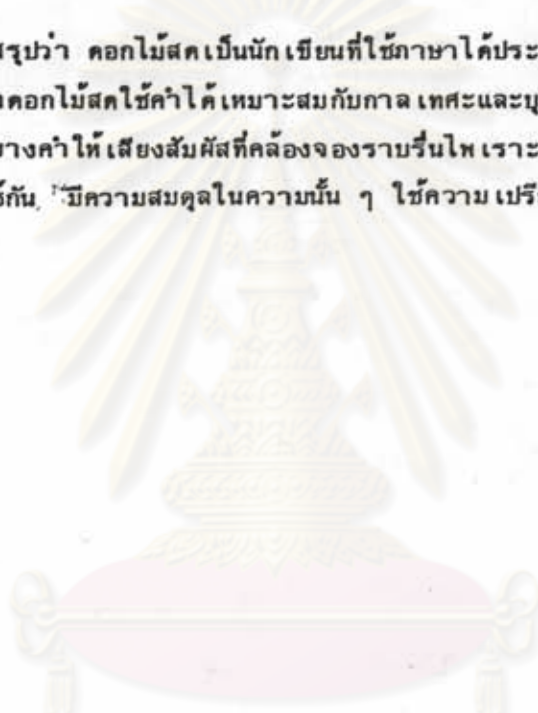 สรุปว่า ดอกไม้สดเป็นนักเขียนที่ใช้ภาษาได้ประ
ดอกไม้สดใช้คำได้เหมาะสมกับกาลเทศะและบุ
บางคำให้เสียงสัมผัสที่คล้องจองราบรื่นไพเราะ
กัน มีความสมดุลในความนั้น ๆ ใช้ความเปรี